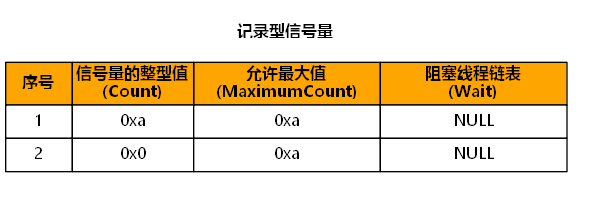 记录型信号量
序号 信号量的整型值 允许最大值 阻塞线程链表
(Count) (MaximumCount) (Wait)
1 0xa 0xa NULL
2 0x0 0xa NULL